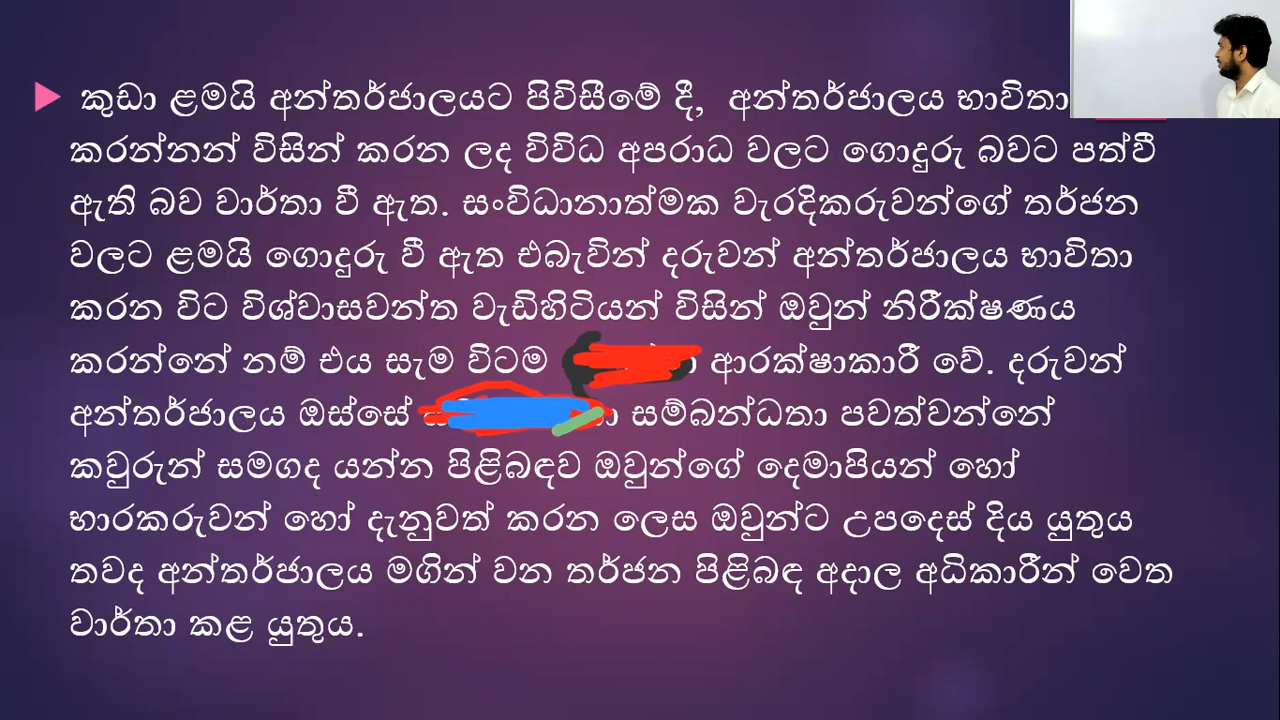 කුඩා ළමයි අන්තර්ජාලයට පිවිසීමේ දී, අන්තර්ජාලය භාවිතා
කරන්නන් විසින් කරන ලද විවිධ අපරාධ වලට ගොදුරු බවට පත්වී
ඇති බව වාර්තා වී ඇත. සංවිධානාත්මක වැරදිකරුවන්ගේ තර්ජන
වලට ළමයි ගොදුරු වී ඇත එබැවින් දරුවන් අන්තර්ජාලය භාවිතා
කරන විට විශ්වාසවන්ත වැඩිහිටියන් විසින් ඔවුන් නිරීක්ෂණය
කරන්නේ නම් එය සැම විටම ආරක්ෂාකාරී වේ. දරුවන්
අන්තර්ජාලය ඔස්සේ සම්බන්ධතා පවත්වන්නේ
කවුරුන් සමගද යන්න පිළිබඳව ඔවුන්ගේ දෙමාපියන් හෝ
භාරකරුවන් හෝ දැනුවත් කරන ලෙස ඔවුන්ට උපදෙස් දිය යුතුය
තවද අන්තර්ජාලය මගින් වන තර්ජන පිළිබඳ අදාල අධිකාරීන් වෙත
වාර්තා කළ යුතුය.